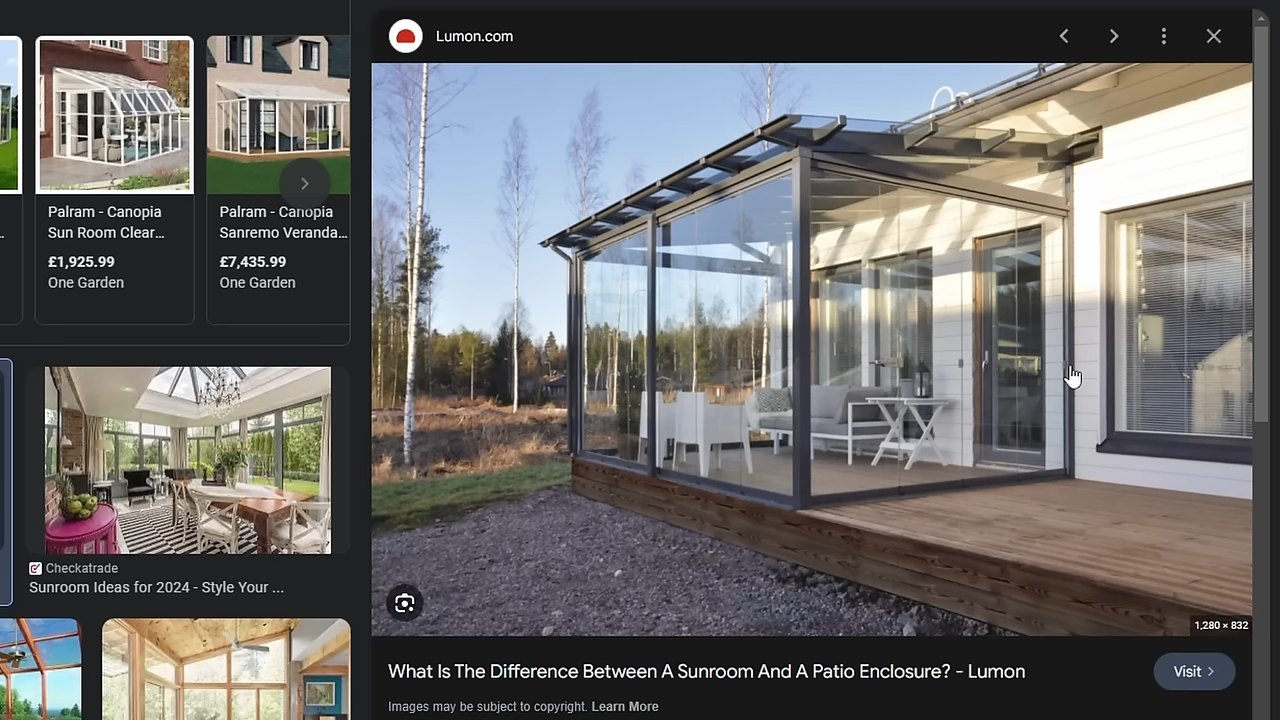 Lumon.com
Palram - Canopia
Sun Room Clear...
£1,925.99
One Garden
Palram - Canopia
Sanremo Veranda...
£7,435.99
One Garden
Checkatrade
Sunroom Ideas for 2024 - Style Your ...
1,280 × 832
What Is The Difference Between A Sunroom And A Patio Enclosure? - Lumon
Visit
Images may be subject to copyright. Learn More